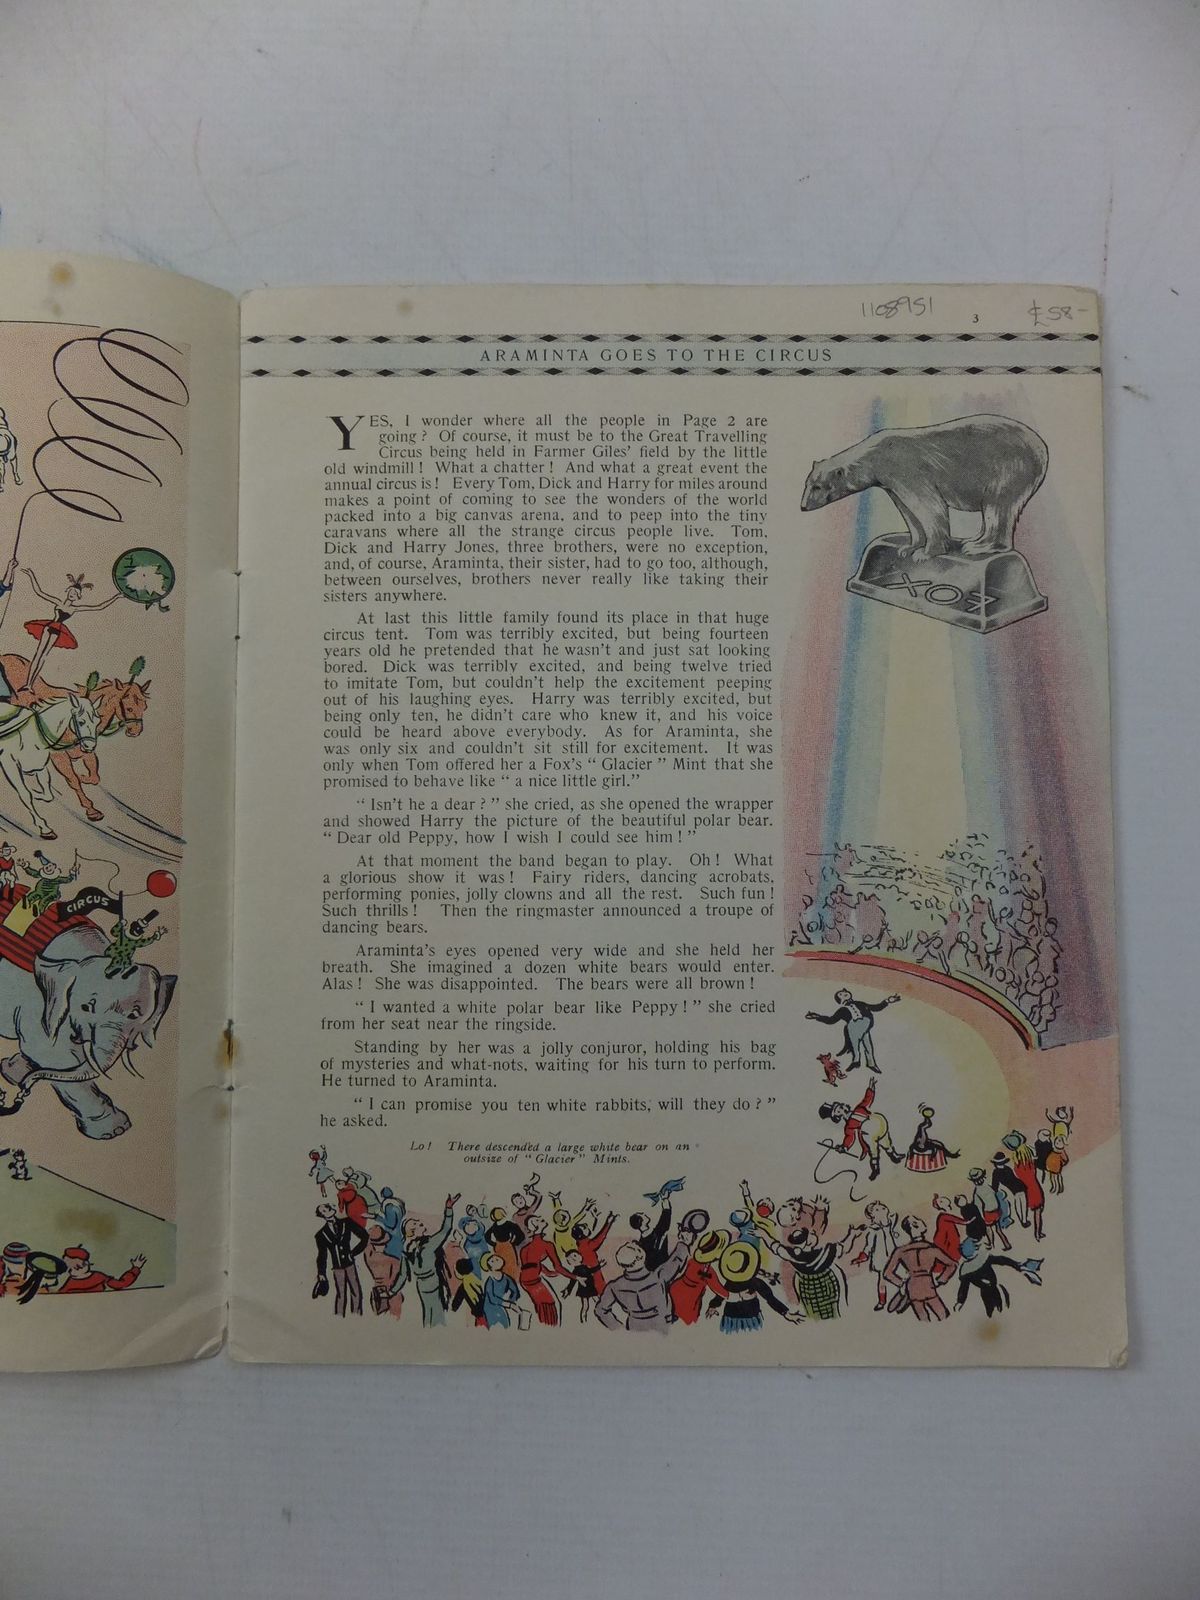 CIRCUS
1108951
3
£58-
ARAMINTA GOES TO THE CIRCUS
YES, I wonder where all the people in Page 2 are
going? Of course, it must be to the Great Travelling
Circus being held in Farmer Giles' field by the little
old windmill! What a chatter! And what a great event the
annual circus is! Every Tom, Dick and Harry for miles around
makes a point of coming to see the wonders of the world
packed into a big canvas arena, and to peep into the tiny
caravans where all the strange circus people live. Tom,
Dick and Harry Jones, three brothers, were no exception,
and, of course, Araminta, their sister, had to go too, although,
between ourselves, brothers never really like taking their
sisters anywhere.
At last this little family found its place in that huge
circus tent. Tom was terribly excited, but being fourteen
years old he pretended that he wasn't and just sat looking
bored. Dick was terribly excited, and being twelve tried
to imitate Tom, but couldn't help the excitement peeping
out of his laughing eyes. Harry was terribly excited, but
being only ten, he didn't care who knew it, and his voice
could be heard above everybody. As for Araminta, she
was only six and couldn't sit still for excitement. It was
only when Tom offered her a Fox's "Glacier" Mint that she
promised to behave like "a nice little girl."
"Isn't he a dear?" she cried, as she opened the wrapper
and showed Harry the picture of the beautiful polar bear.
"Dear old Peppy, how I wish I could see him!"
At that moment the band began to play. Oh! What
a glorious show it was! Fairy riders, dancing acrobats,
performing ponies, jolly clowns and all the rest. Such fun!
Such thrills! Then the ringmaster announced a troupe of
dancing bears.
Araminta's eyes opened very wide and she held her
breath. She imagined a dozen white bears would enter.
Alas! She was disappointed. The bears were all brown!
"I wanted a white polar bear like Peppy!" she cried
from her seat near the ringside.
Standing by her was a jolly conjuror, holding his bag
of mysteries and what-nots, waiting for his turn to perform.
He turned to Araminta.
"I can promise you ten white rabbits, will they do?"
he asked.
Lo! There descended a large white bear on an
outsize of "Glacier" Mints.
FOX